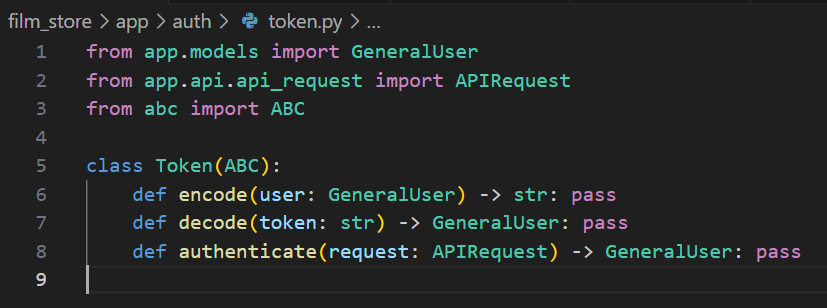 film_store > app > auth > token.py > ...
1 from app.models import GeneralUser
2 from app.api.api_request import APIRequest
3 from abc import ABC
4
5 class Token(ABC):
6     def encode(user: GeneralUser) -> str: pass
7     def decode(token: str) -> GeneralUser: pass
8     def authenticate(request: APIRequest) -> GeneralUser: pass
9